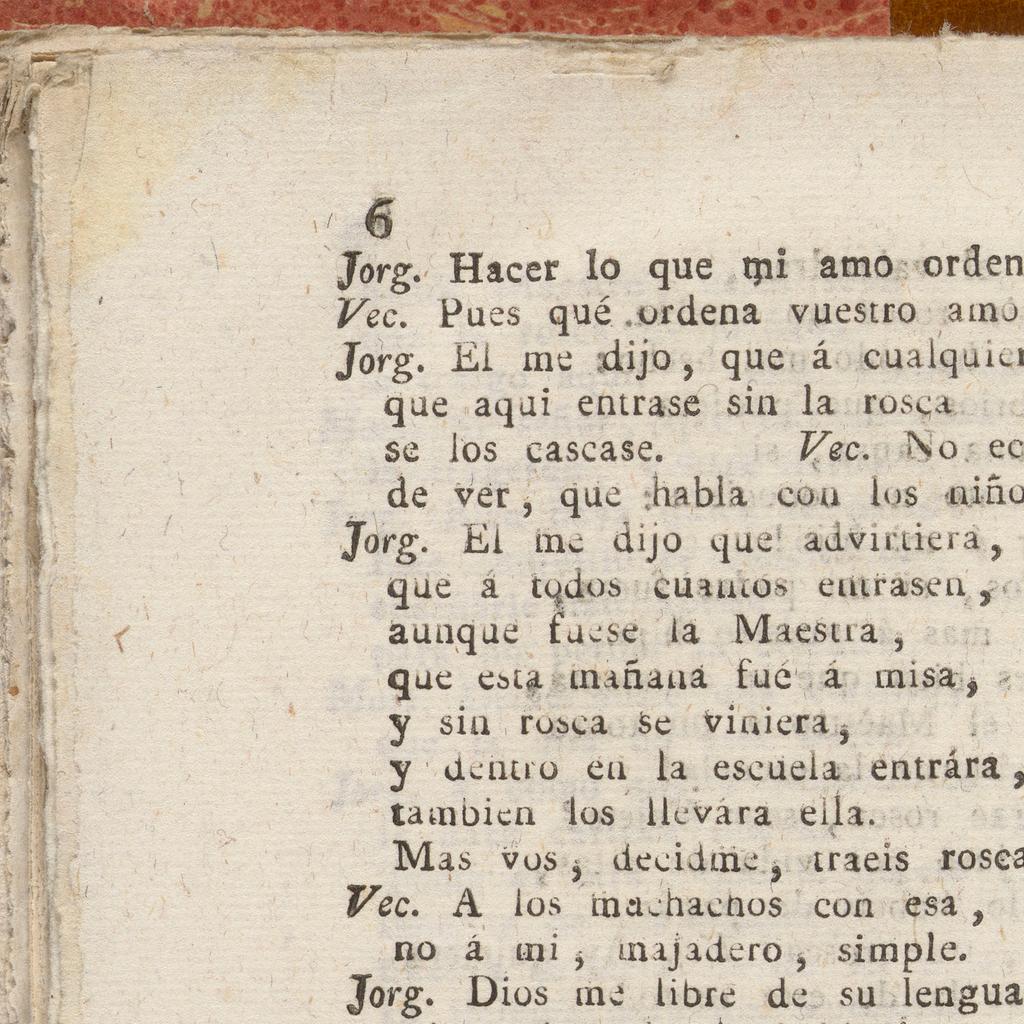 6
Jorg. Hacer lo que mi amo orden
Vec. Pues qué ordena vuestro amo
Jorg. El me dijo, que á cualquier
que aqui entrase sin la rosca
se los cascase. Vec. No ec
de ver, que habla con los niño
Jorg. El me dijo que advirtiera,
que á todos cuantos entrasen,
aunque fuese la Maestra,
que esta mañana fué á misa,
y sin rosca se viniera,
y dentro en la escuela entrára,
tambien los llevára ella.
Mas vos, decidme, traeis rosca
Vec. A los muchachos con esa,
no á mi, majadero, simple.
Jorg. Dios me libre de su lengua